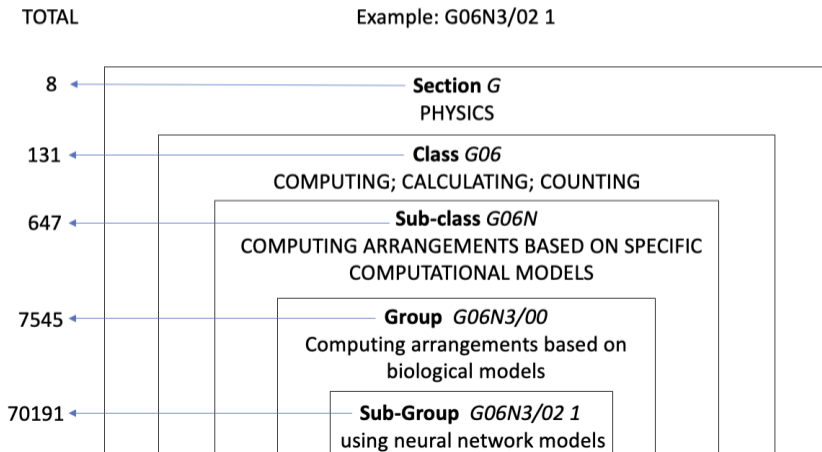 TOTAL Example: G06N3/02 1
8 Section G
PHYSICS
131 Class G06
COMPUTING; CALCULATING; COUNTING
647 Sub-class G06N
COMPUTING ARRANGEMENTS BASED ON SPECIFIC
COMPUTATIONAL MODELS
7545 Group G06N3/00
Computing arrangements based on
biological models
70191 Sub-Group G06N3/02 1
using neural network models